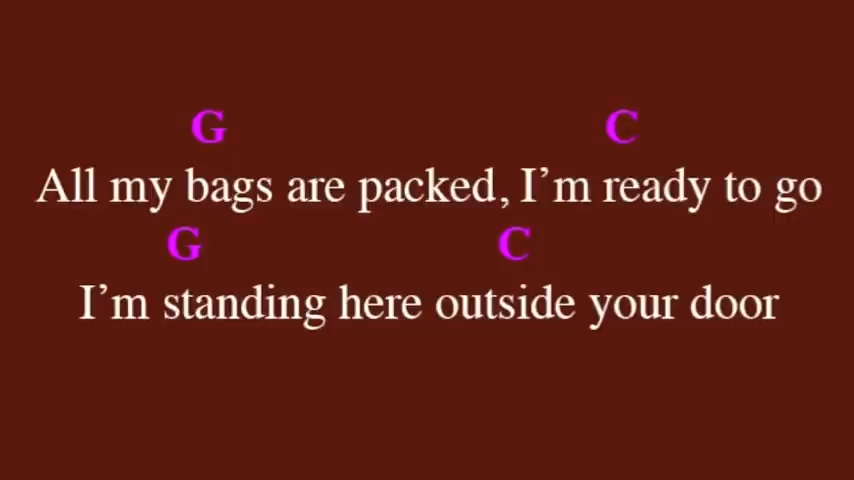 G C
All my bags are packed, I’m ready to go
G C
I’m standing here outside your door